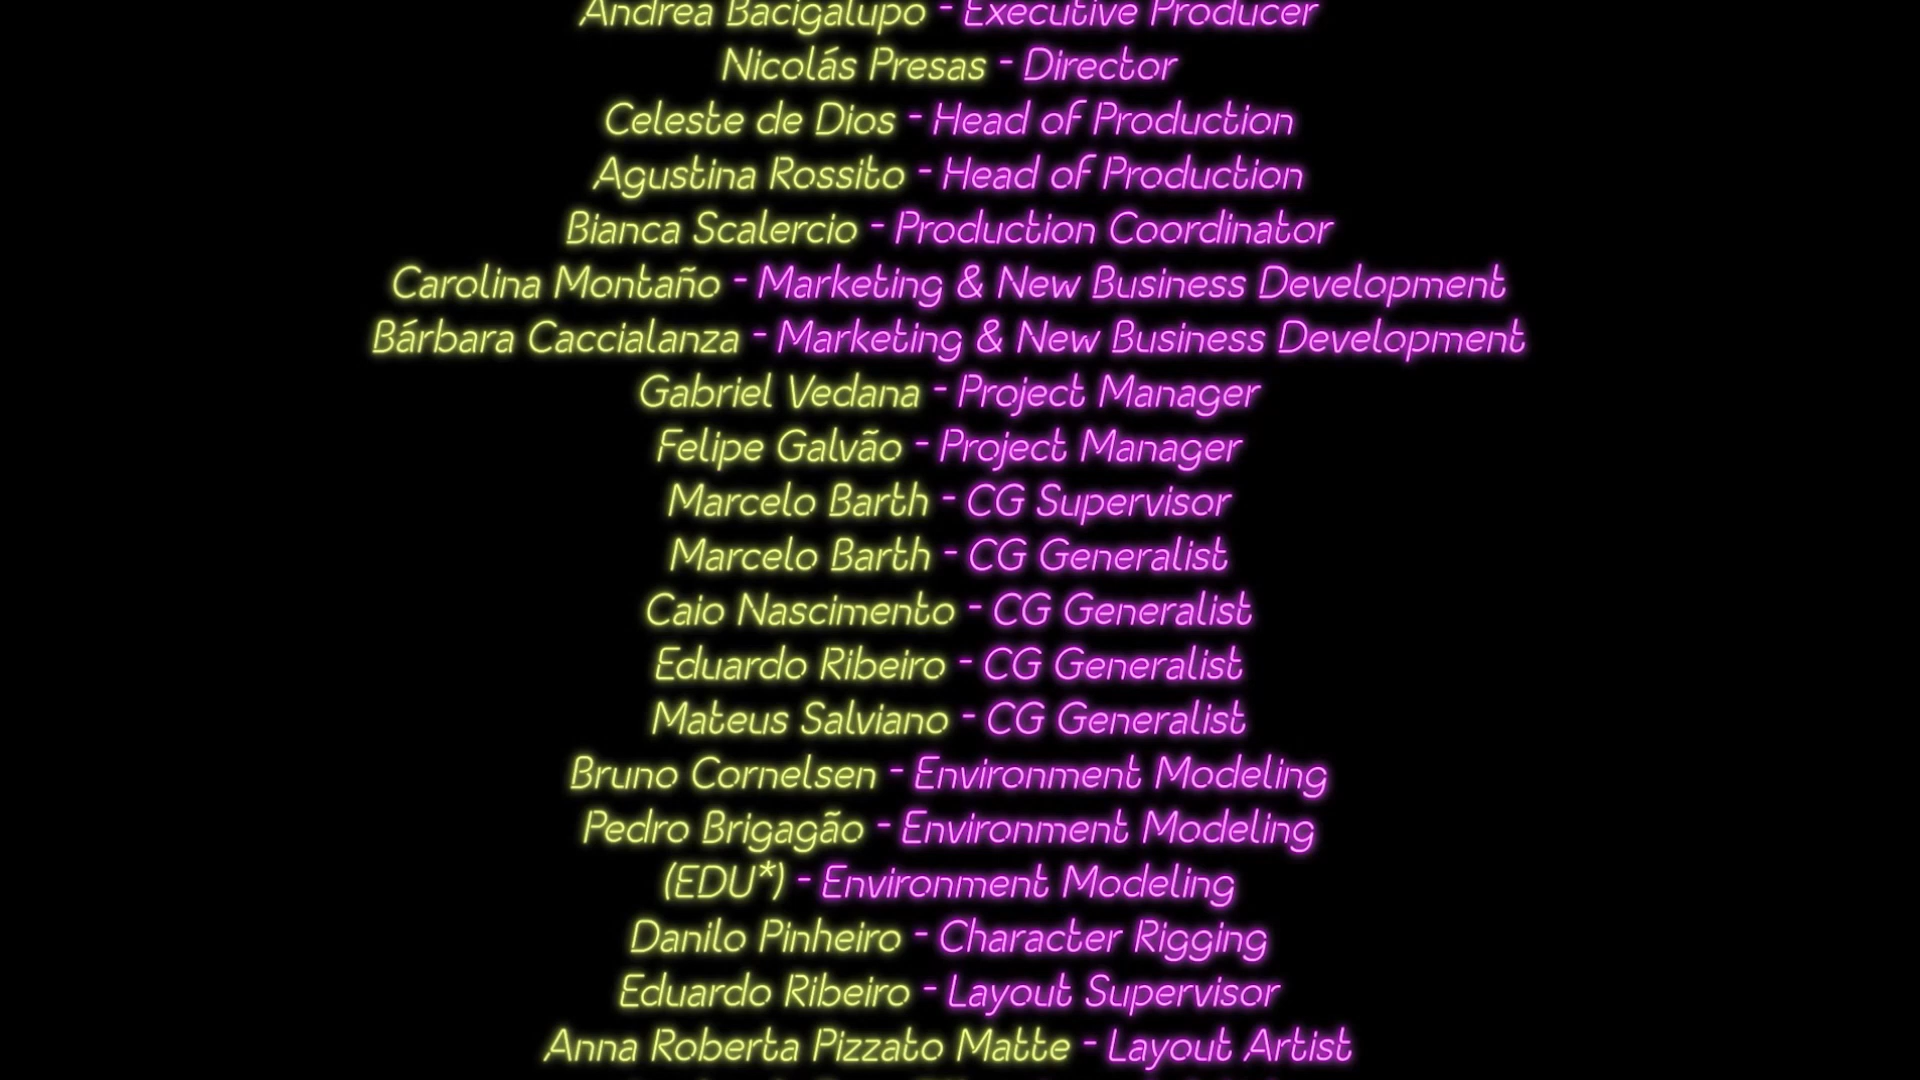 Andrea Bacigalupo - Executive Producer
Nicolás Presas - Director
Celeste de Dios - Head of Production
Agustina Rossito - Head of Production
Bianca Scalercio - Production Coordinator
Carolina Montaño - Marketing & New Business Development
Bárbara Caccialanza - Marketing & New Business Development
Gabriel Vedana - Project Manager
Felipe Galvão - Project Manager
Marcelo Barth - CG Supervisor
Marcelo Barth - CG Generalist
Caio Nascimento - CG Generalist
Eduardo Ribeiro - CG Generalist
Mateus Salviano - CG Generalist
Bruno Cornelsen - Environment Modeling
Pedro Brigagão - Environment Modeling
(EDU*) - Environment Modeling
Danilo Pinheiro - Character Rigging
Eduardo Ribeiro - Layout Supervisor
Anna Roberta Pizzato Matte - Layout Artist